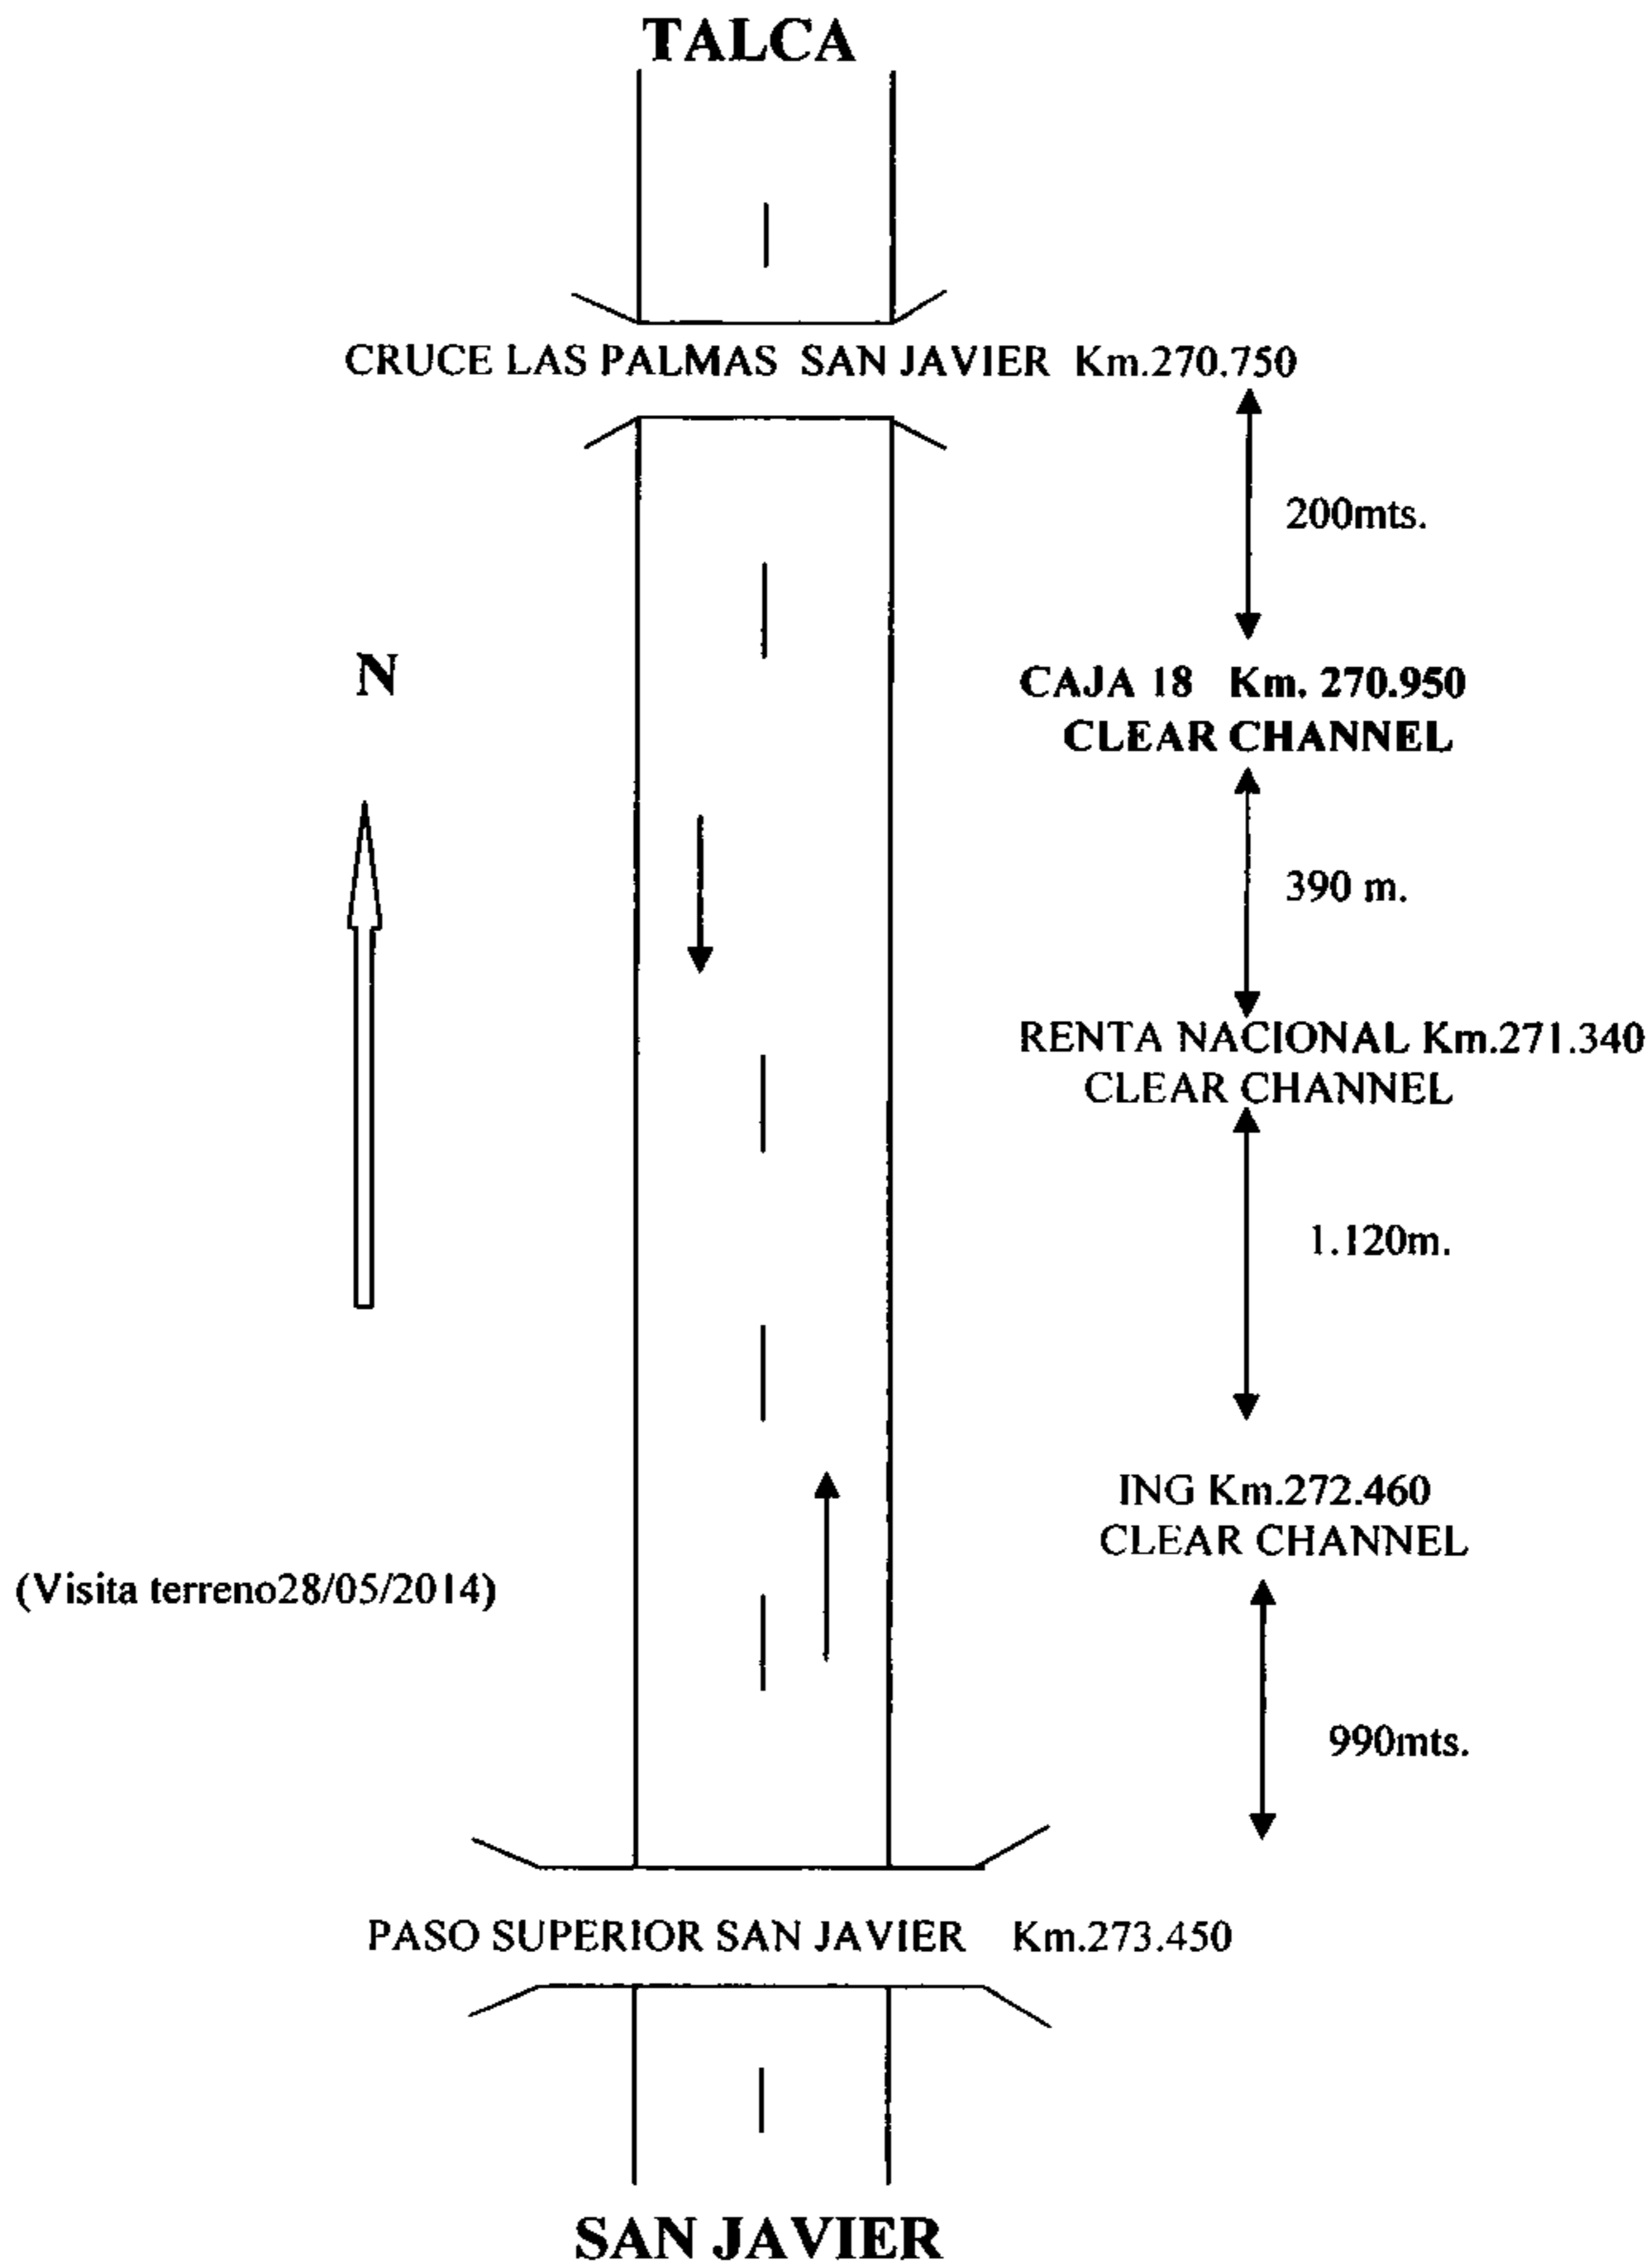 TALCA
CRUCE LAS PALMAS SAN JAVIER Km.270.750
200mts.
N
CAJA 18 Km. 270.950
CLEAR CHANNEL
390 m.
RENTA NACIONAL Km.271.340
CLEAR CHANNEL
1.120m.
ING Km.272.460
CLEAR CHANNEL
(Visita terreno28/05/2014)
990mts.
PASO SUPERIOR SAN JAVIER Km.273.450
SAN JAVIER